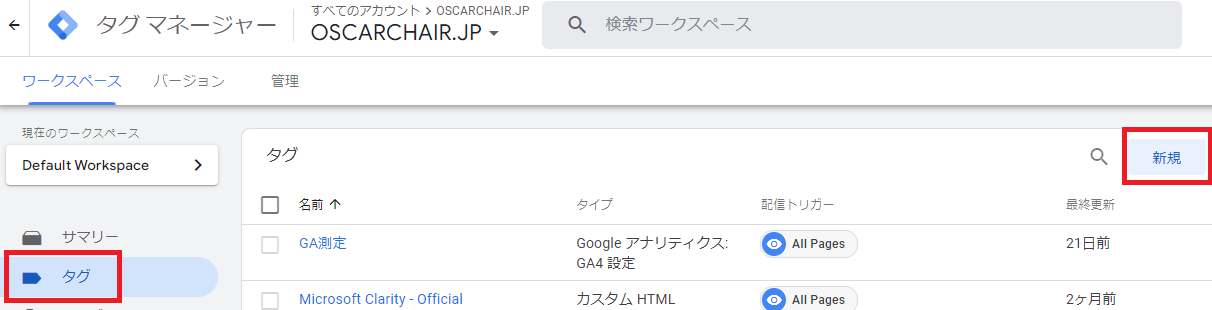 タグ マネージャー
すべてのアカウント > OSCARCHAIR.JP
OSCARCHAIR.JP
検索ワークスペース
ワークスペース バージョン 管理
現在のワークスペース
Default Workspace
サマリー
タグ
タグ
新規
名前 タイプ 配信トリガー 最終更新
GA測定 Google アナリティクス: All Pages 21日前
GA4 設定
Microsoft Clarity - Official カスタム HTML All Pages 2ヶ月前